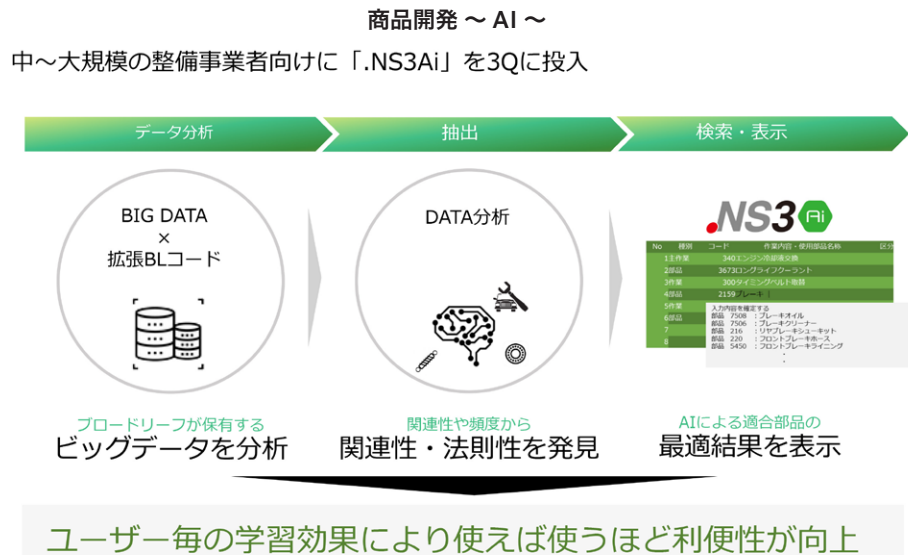 商品開発 ～ AI ～
中～大規模の整備事業者向けに「.NS3Ai」を3Qに投入
データ分析
抽出
検索・表示
BIG DATA
×
拡張BLコード
DATA分析
.NS3 Ai
No 種別 コード 作業内容・使用部品名称 区分
1 主作業 340 エンジン冷却液交換
2 部品 3673 ロングライフクーラント
3 作業 300 タイミングベルト取替
4 部品 2159 ブレーキ
5 作業
6 部品
7
8
入力内容を確定する
部品 7508 ：ブレーキオイル
部品 7506 ：ブレーキクリーナー
部品 216 ：リヤブレーキシューキット
部品 220 ：フロントブレーキホース
部品 5450 ：フロントブレーキライニング
ブロードリーフが保有する
ビッグデータを分析
関連性や頻度から
関連性・法則性を発見
AIによる適合部品の
最適結果を表示
ユーザー毎の学習効果により使えば使うほど利便性が向上